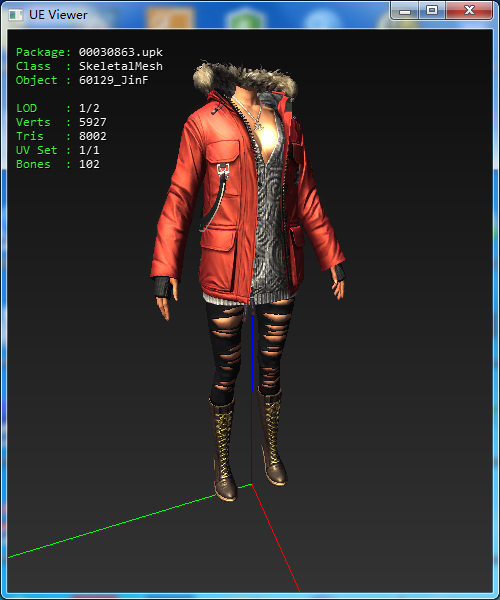 UE Viewer
Package: 00030863.upk
Class  : SkeletalMesh
Object : 60129_JinF
LOD    : 1/2
Verts  : 5927
Tris   : 8002
UV Set : 1/1
Bones  : 102